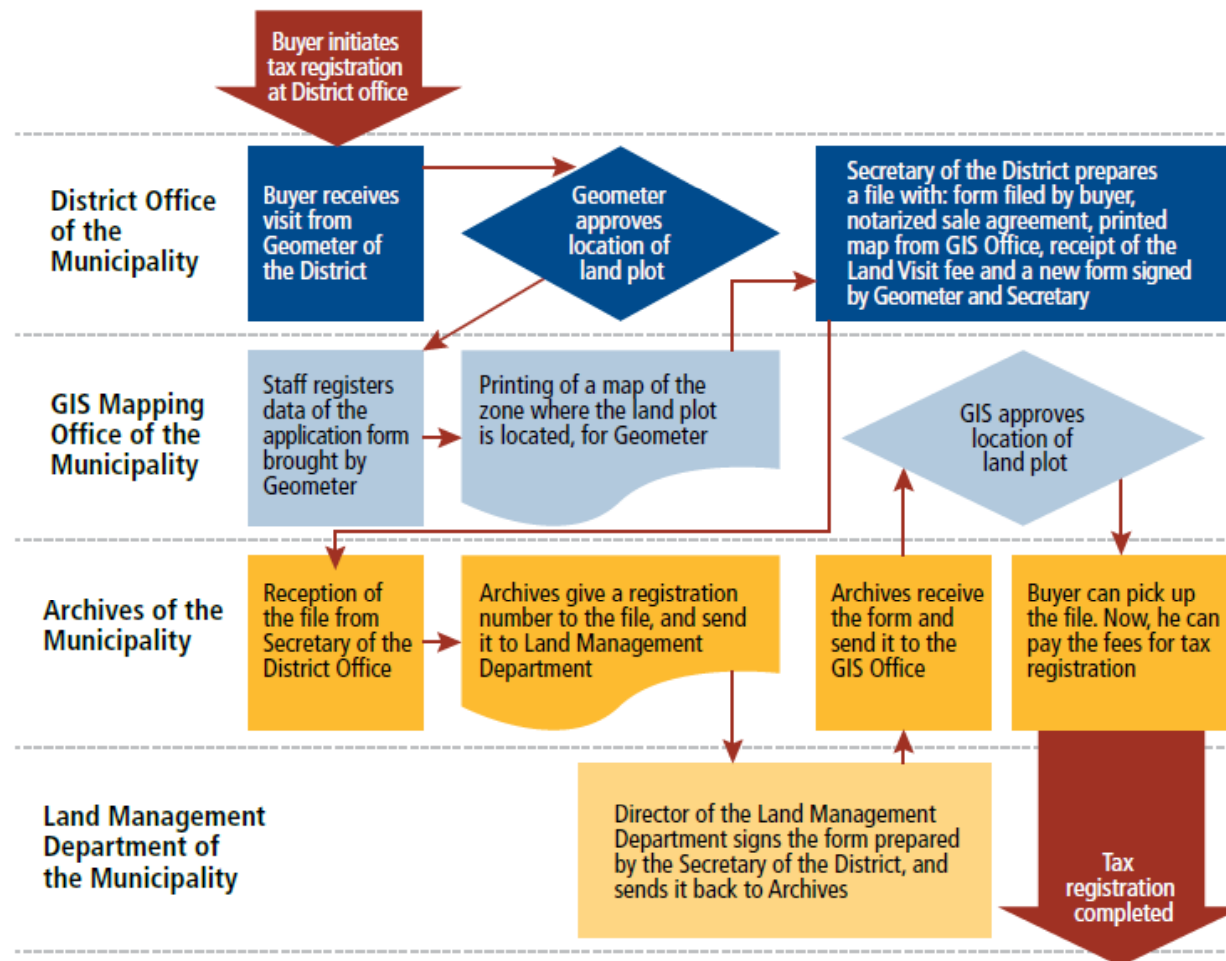 Buyer initiates
tax registration
at District office
District Office
of the
Municipality
Buyer receives
visit from
Geometer of
the District
Geometer
approves
location of
land plot
Secretary of the District prepares
a file with: form filed by buyer,
notarized sale agreement, printed
map from GIS Office, receipt of the
Land Visit fee and a new form signed
by Geometer and Secretary
GIS Mapping
Office of the
Municipality
Staff registers
data of the
application form
brought by
Geometer
Printing of a map of the
zone where the land plot
is located, for Geometer
GIS approves
location of
land plot
Archives of the
Municipality
Reception of
the file from
Secretary of the
District Office
Archives give a registration
number to the file, and send
it to Land Management
Department
Archives receive
the form and
send it to the
GIS Office
Buyer can pick up
the file. Now, he can
pay the fees for tax
registration
Land Management
Department of
the Municipality
Director of the Land Management
Department signs the form prepared
by the Secretary of the District, and
sends it back to Archives
Tax
registration
completed